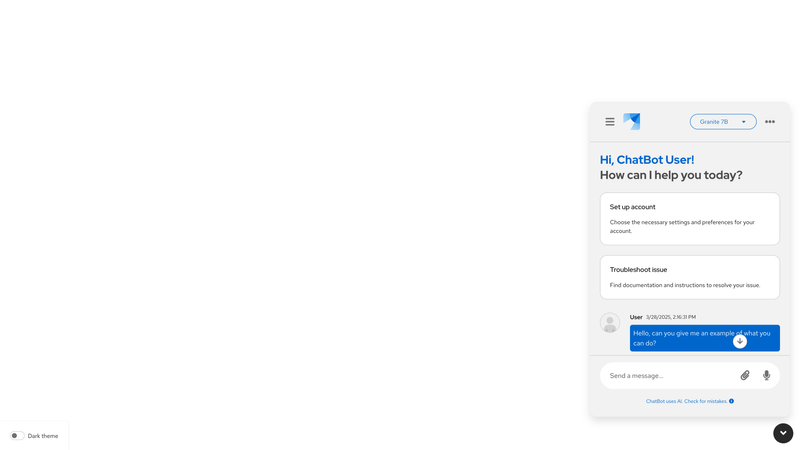 Granite 7B
Hi, ChatBot User!
How can I help you today?
Set up account
Choose the necessary settings and preferences for your
account.
Troubleshoot issue
Find documentation and instructions to resolve your issue.
User 3/28/2025, 2:16:31 PM
Hello, can you give me an example of what you
can do?
Send a message...
ChatBot uses AI. Check for mistakes.
Dark theme